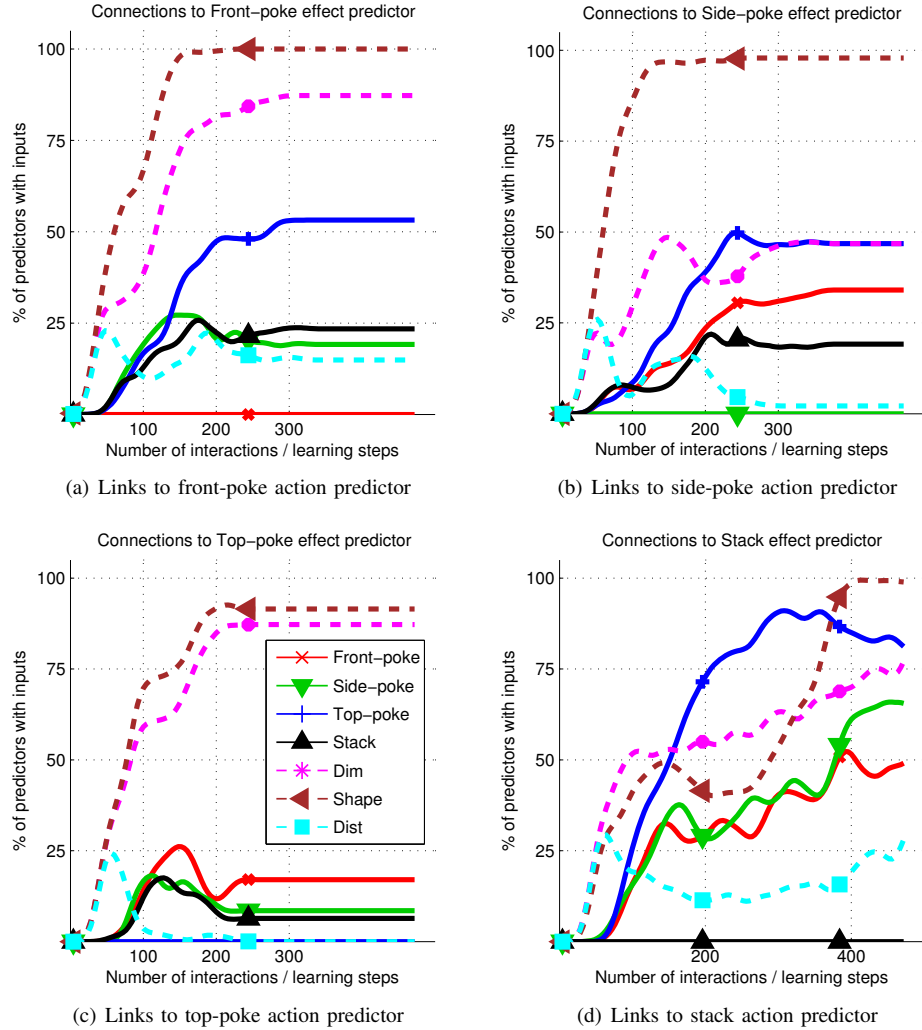 Connections to Front-poke effect predictor
% of predictors with inputs
100
75
50
25
100 200 300
Number of interactions / learning steps
(a) Links to front-poke action predictor
Connections to Side-poke effect predictor
% of predictors with inputs
100
75
50
25
100 200 300
Number of interactions / learning steps
(b) Links to side-poke action predictor
Connections to Top-poke effect predictor
% of predictors with inputs
100
75
50
25
Front-poke
Side-poke
Top-poke
Stack
Dim
Shape
Dist
100 200 300
Number of interactions / learning steps
(c) Links to top-poke action predictor
Connections to Stack effect predictor
% of predictors with inputs
100
75
50
25
200 400
Number of interactions / learning steps
(d) Links to stack action predictor